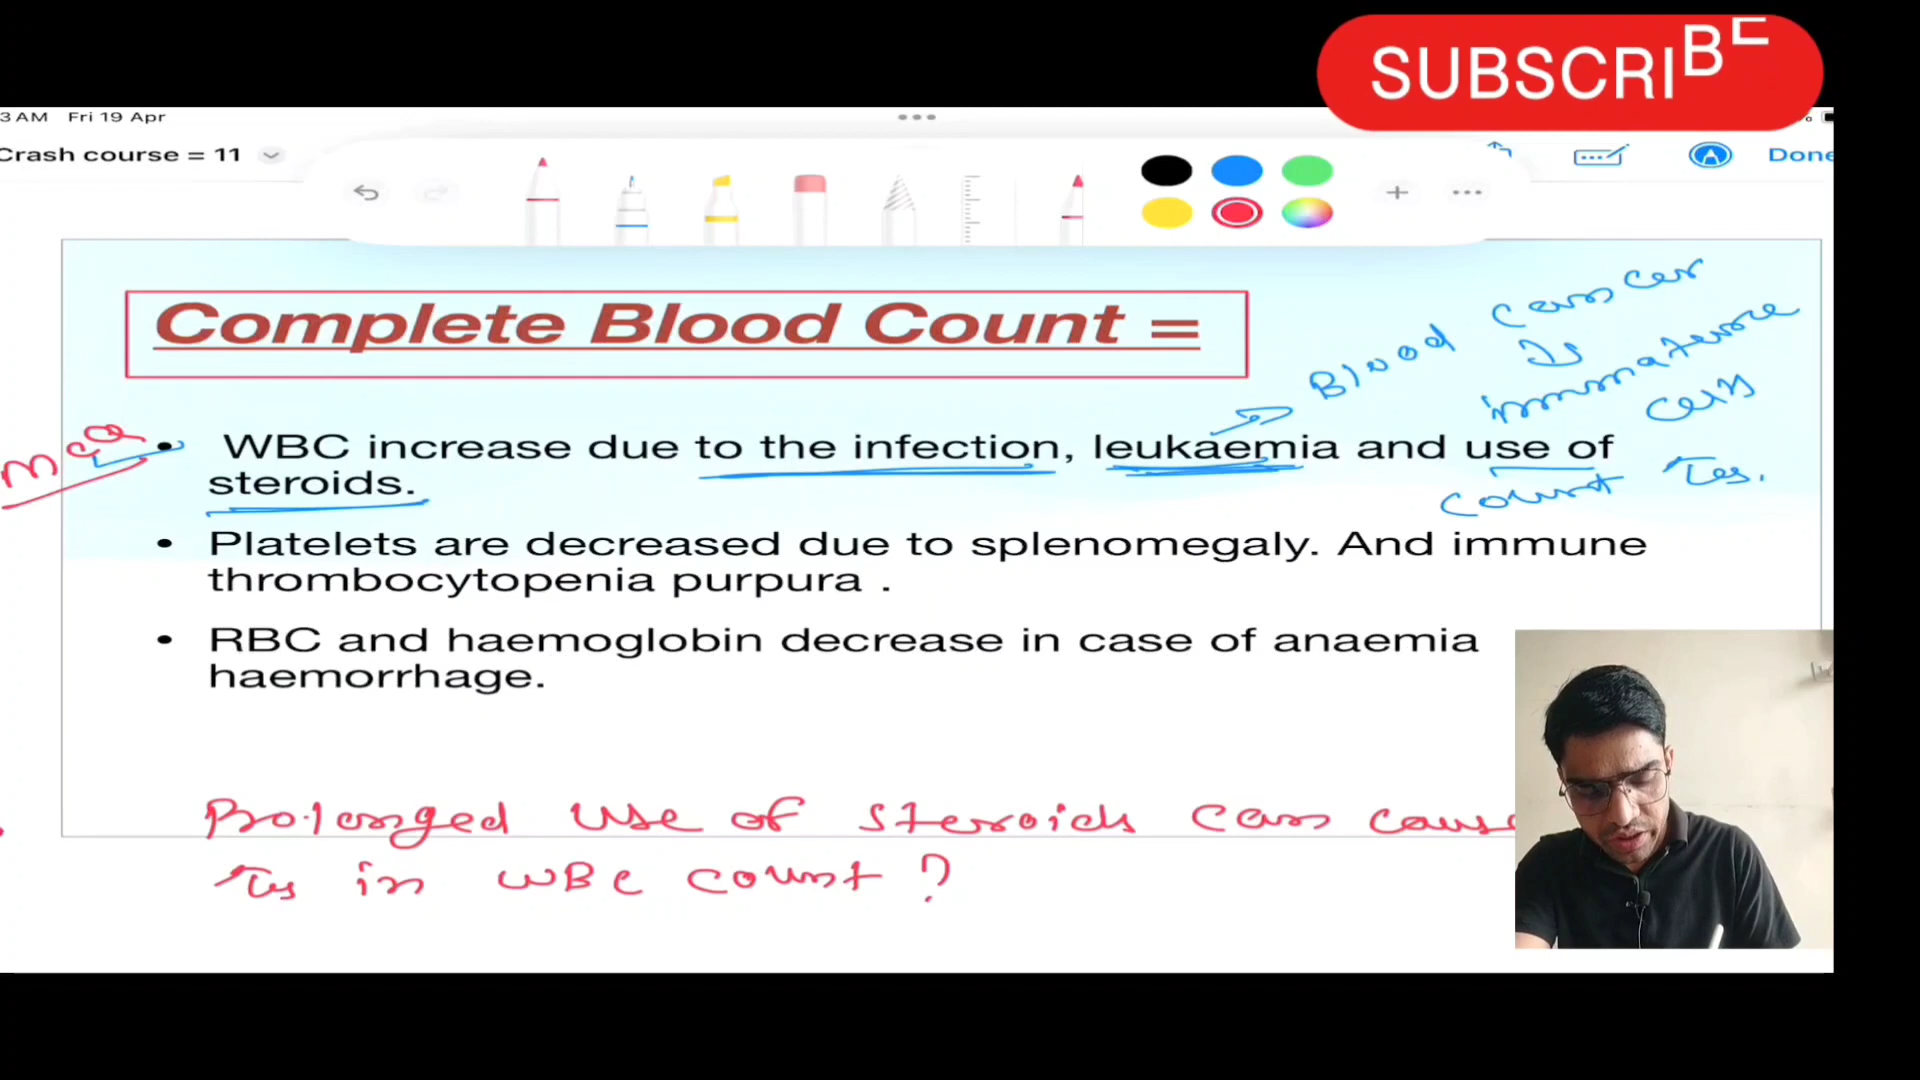 SUBSCRIBE
3 AM Fri 19 Apr
Crash course = 11
Done
Complete Blood Count =
Blood cancer
Is
immature
cells
count
MCQ
• WBC increase due to the infection, leukaemia and use of
steroids.
• Platelets are decreased due to splenomegaly. And immune
thrombocytopenia purpura .
• RBC and haemoglobin decrease in case of anaemia
haemorrhage.
Prolonged use of steroids can cause
in WBC count ?